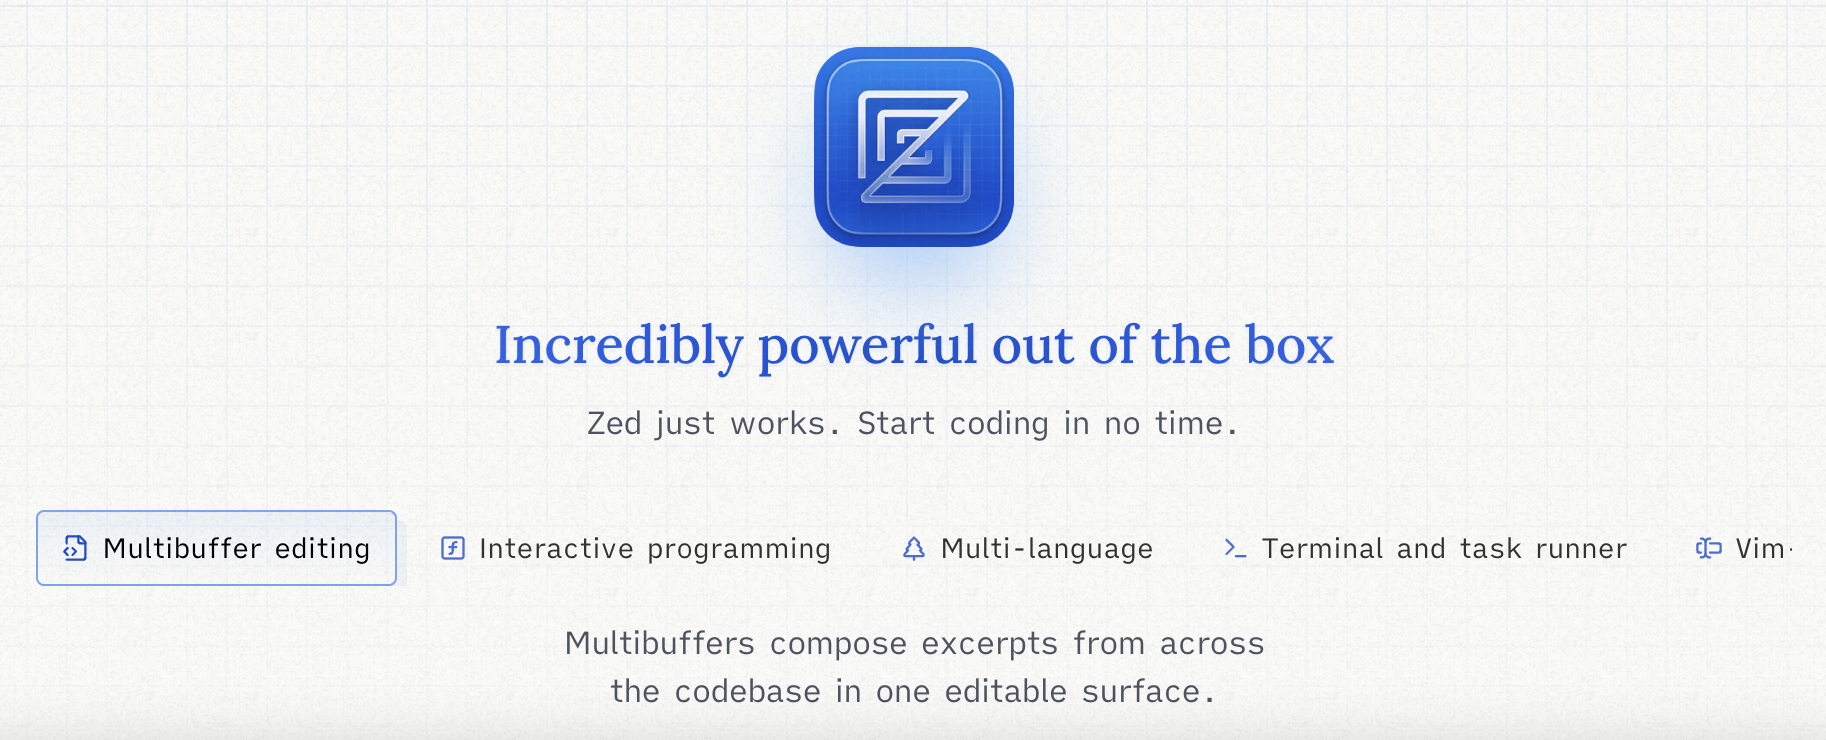 Incredibly powerful out of the box
Zed just works. Start coding in no time.
Multibuffer editing Interactive programming Multi-language Terminal and task runner Vim
Multibuffers compose excerpts from across
the codebase in one editable surface.